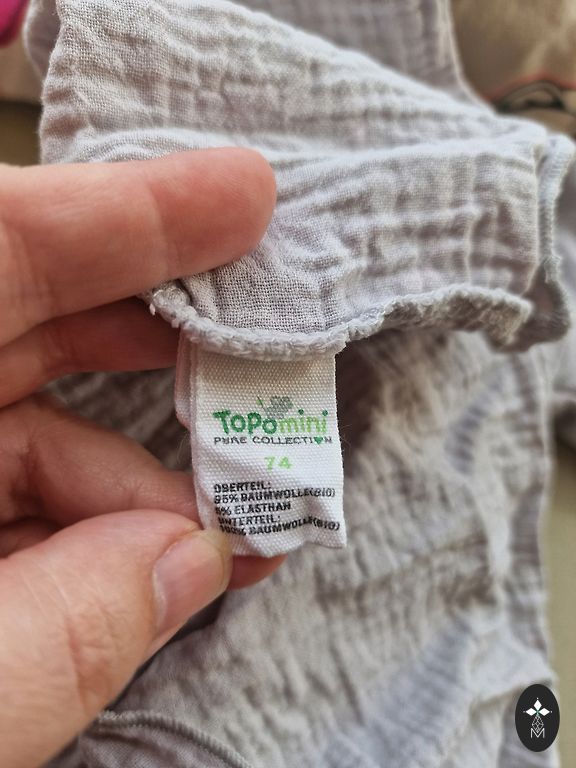 TOPOmini
PURE COLLECTION
74
OBERTEIL:
95% BAUMWOLLE(BIO)
5% ELASTHAN
UNTERTEIL:
100% BAUMWOLLE(BIO)
M